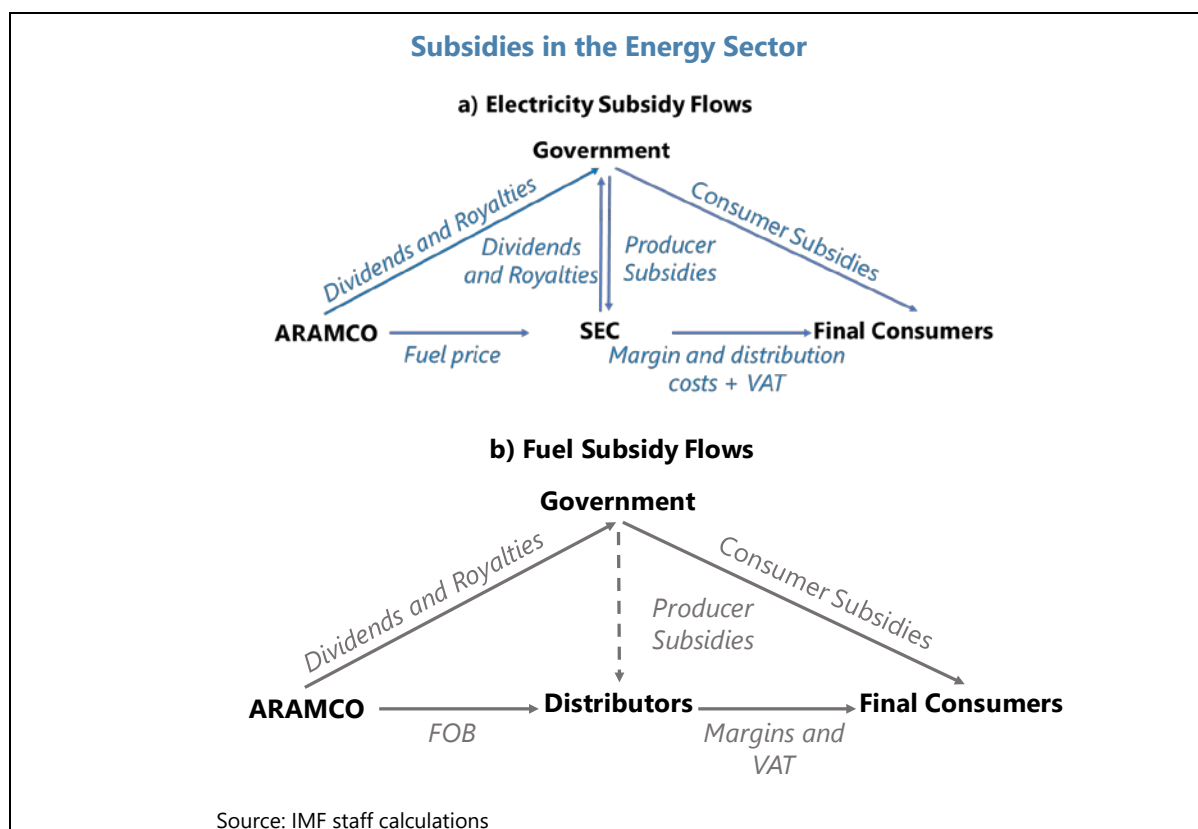 Subsidies in the Energy Sector
a) Electricity Subsidy Flows
Government
Dividends and Royalties
Dividends
and Royalties
Producer
Subsidies
Consumer Subsidies
ARAMCO
SEC
Final Consumers
Fuel price
Margin and distribution
costs + VAT
b) Fuel Subsidy Flows
Government
Dividends and Royalties
Consumer Subsidies
Producer
Subsidies
ARAMCO
Distributors
Final Consumers
FOB
Margins and
VAT
Source: IMF staff calculations